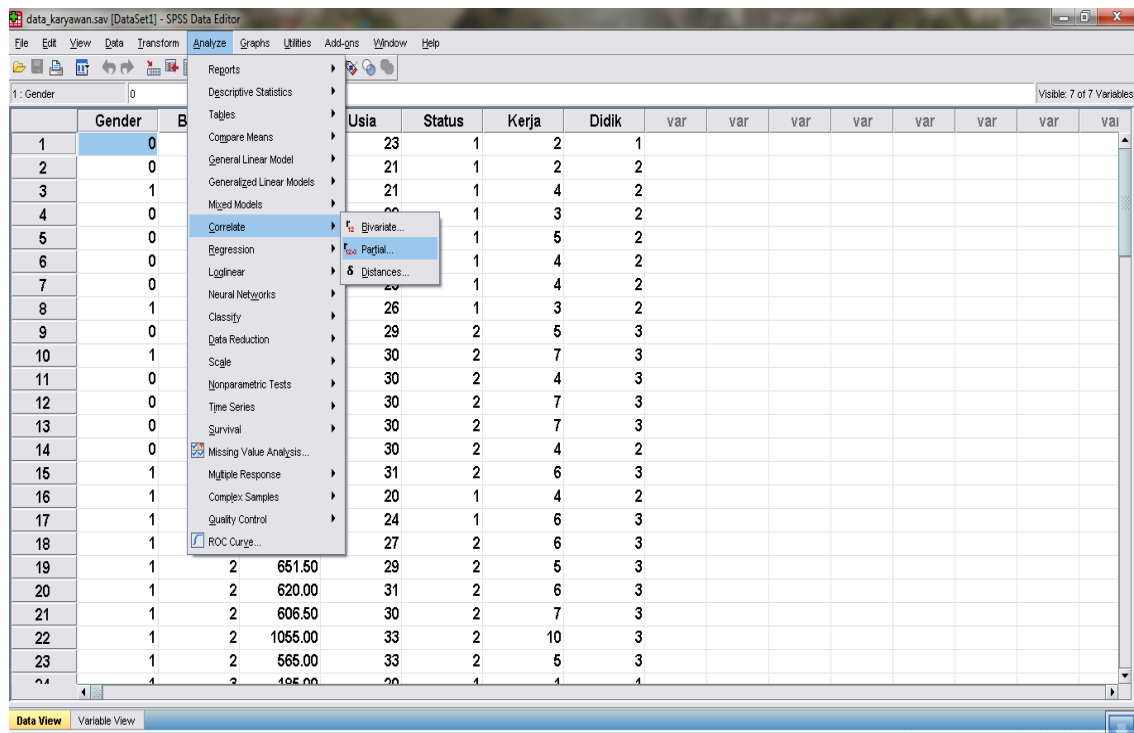 data_karyawan.sav [DataSet1] - SPSS Data Editor
File Edit View Data Transform Analyze Graphs Utilities Add-ons Window Help
1 : Gender 0 Visible: 7 of 7 Variables
Gender B Usia Status Kerja Didik var var var var var var var var
1 0 23 1 2 1
2 0 21 1 2 2
3 1 21 1 4 2
4 0 1 3 2
5 0 1 5 2
6 0 1 4 2
7 0 1 4 2
8 1 26 1 3 2
9 0 29 2 5 3
10 1 30 2 7 3
11 0 30 2 4 3
12 0 30 2 7 3
13 0 30 2 7 3
14 0 30 2 4 2
15 1 31 2 6 3
16 1 20 1 4 2
17 1 24 1 6 3
18 1 27 2 6 3
19 1 2 651.50 29 2 5 3
20 1 2 620.00 31 2 6 3
21 1 2 606.50 30 2 7 3
22 1 2 1055.00 33 2 10 3
23 1 2 565.00 33 2 5 3
Reports
Descriptive Statistics
Tables
Compare Means
General Linear Model
Generalized Linear Models
Mixed Models
Correlate
Regression
Loglinear
Neural Networks
Classify
Data Reduction
Scale
Nonparametric Tests
Time Series
Survival
Missing Value Analysis...
Multiple Response
Complex Samples
Quality Control
ROC Curve...
r12 Bivariate...
Partial...
δ Distances...
Data View Variable View